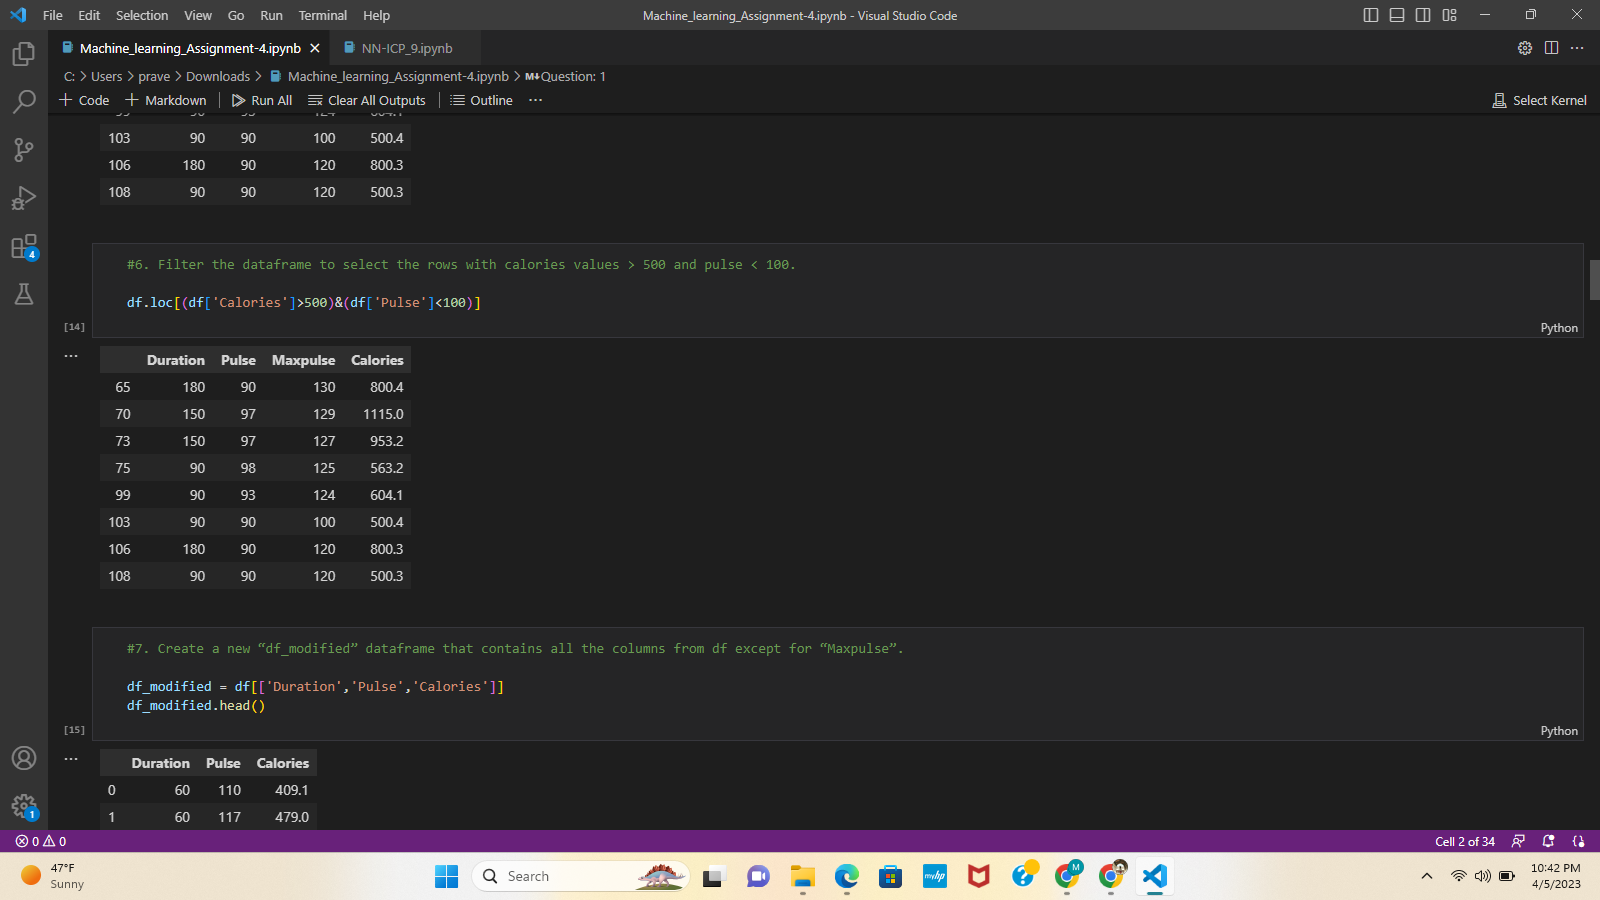 File Edit Selection View Go Run Terminal Help Machine_learning_Assignment-4.ipynb - Visual Studio Code
Machine_learning_Assignment-4.ipynb NN-ICP_9.ipynb
C: > Users > prave > Downloads > Machine_learning_Assignment-4.ipynb > M↓Question: 1
+ Code + Markdown Run All Clear All Outputs Outline ... Select Kernel
103 90 90 100 500.4
106 180 90 120 800.3
108 90 90 120 500.3
#6. Filter the dataframe to select the rows with calories values > 500 and pulse < 100.
df.loc[(df['Calories']>500)&(df['Pulse']<100)]
[14] Python
Duration Pulse Maxpulse Calories
65 180 90 130 800.4
70 150 97 129 1115.0
73 150 97 127 953.2
75 90 98 125 563.2
99 90 93 124 604.1
103 90 90 100 500.4
106 180 90 120 800.3
108 90 90 120 500.3
#7. Create a new “df_modified” dataframe that contains all the columns from df except for “Maxpulse”.
df_modified = df[['Duration','Pulse','Calories']]
df_modified.head()
[15] Python
Duration Pulse Calories
0 60 110 409.1
1 60 117 479.0
4
1
0 0 Cell 2 of 34
47°F
Sunny
Search
myhp
M
10:42 PM
4/5/2023